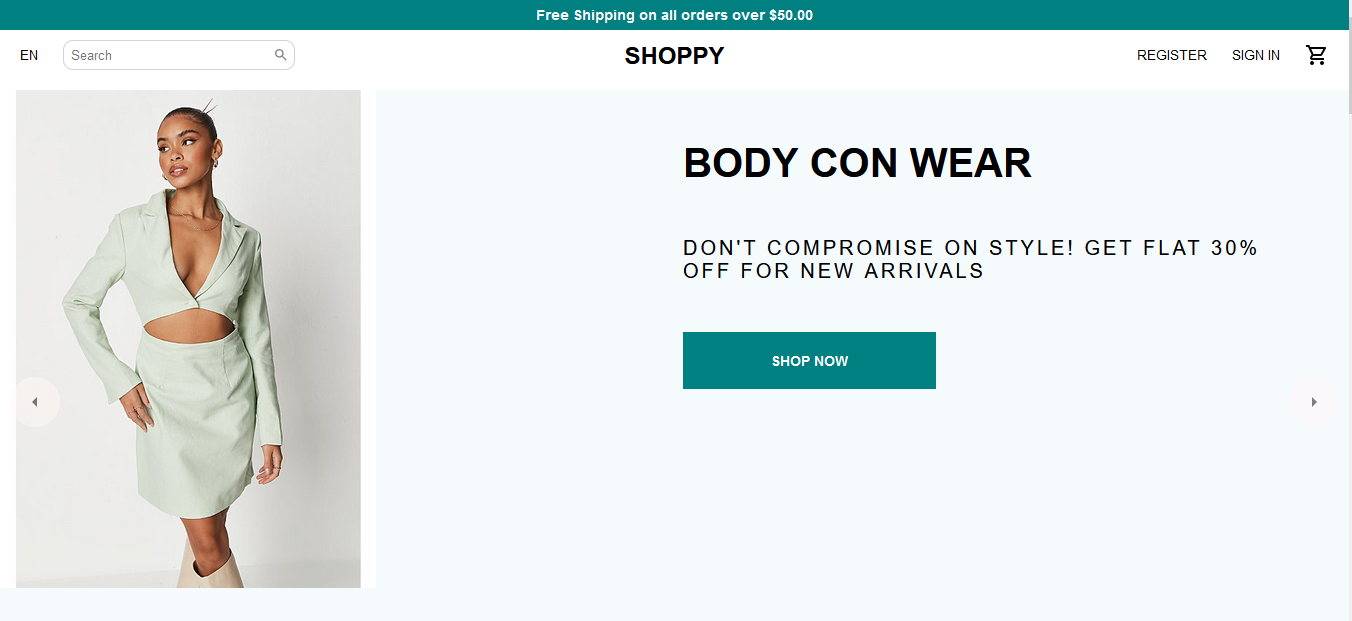 Free Shipping on all orders over $50.00
EN
Search
SHOPPY
REGISTER
SIGN IN
BODY CON WEAR
DON'T COMPROMISE ON STYLE! GET FLAT 30%
OFF FOR NEW ARRIVALS
SHOP NOW